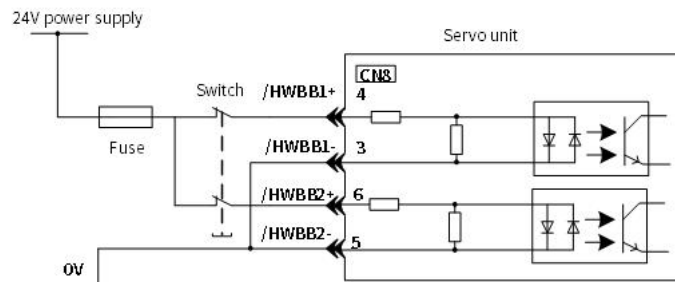 24V power supply
Servo unit
CN8
Switch
/HWBB1+
4
Fuse
/HWBB1-
3
/HWBB2+
6
/HWBB2-
5
0V